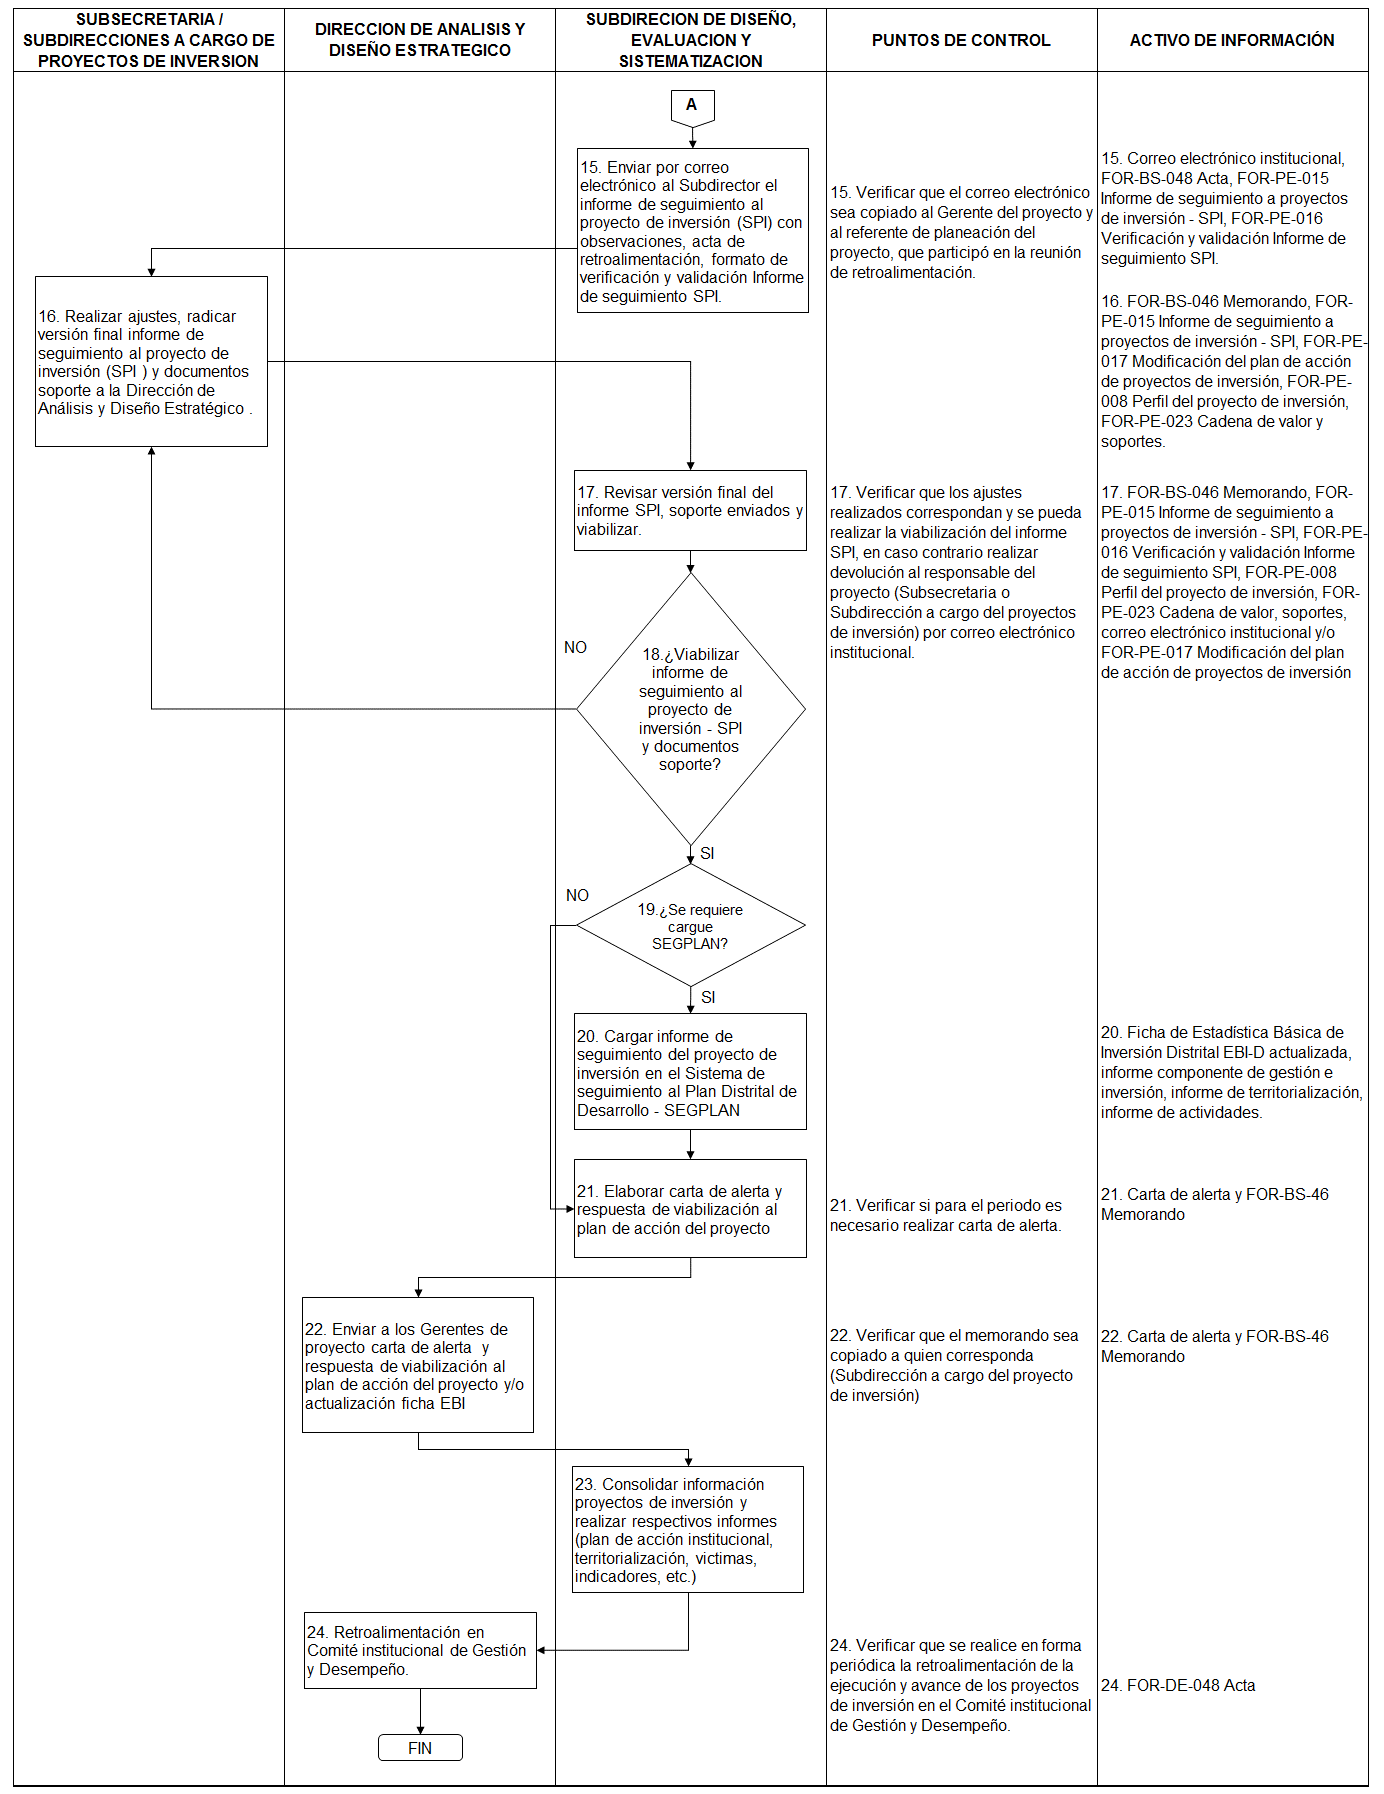 SUBSECRETARIA /
SUBDIRECCIONES A CARGO DE
PROYECTOS DE INVERSION
DIRECCION DE ANALISIS Y
DISEÑO ESTRATEGICO
SUBDIRECION DE DISEÑO,
EVALUACION Y
SISTEMATIZACION
PUNTOS DE CONTROL
ACTIVO DE INFORMACIÓN
A
15. Enviar por correo
electrónico al Subdirector el
informe de seguimiento al
proyecto de inversión (SPI) con
observaciones, acta de
retroalimentación, formato de
verificación y validación Informe
de seguimiento SPI.
15. Verificar que el correo electrónico
sea copiado al Gerente del proyecto y
al referente de planeación del
proyecto, que participó en la reunión
de retroalimentación.
15. Correo electrónico institucional,
FOR-BS-048 Acta, FOR-PE-015
Informe de seguimiento a proyectos
de inversión - SPI, FOR-PE-016
Verificación y validación Informe de
seguimiento SPI.
16. Realizar ajustes, radicar
versión final informe de
seguimiento al proyecto de
inversión (SPI ) y documentos
soporte a la Dirección de
Análisis y Diseño Estratégico .
16. FOR-BS-046 Memorando, FOR-
PE-015 Informe de seguimiento a
proyectos de inversión - SPI, FOR-PE-
017 Modificación del plan de acción
de proyectos de inversión, FOR-PE-
008 Perfil del proyecto de inversión,
FOR-PE-023 Cadena de valor y
soportes.
17. Revisar versión final del
informe SPI, soporte enviados y
viabilizar.
17. Verificar que los ajustes
realizados correspondan y se pueda
realizar la viabilización del informe
SPI, en caso contrario realizar
devolución al responsable del
proyecto (Subsecretaria o
Subdirección a cargo del proyectos
de inversión) por correo electrónico
institucional.
17. FOR-BS-046 Memorando, FOR-
PE-015 Informe de seguimiento a
proyectos de inversión - SPI, FOR-PE-
016 Verificación y validación Informe
de seguimiento SPI, FOR-PE-008
Perfil del proyecto de inversión, FOR-
PE-023 Cadena de valor, soportes,
correo electrónico institucional y/o
FOR-PE-017 Modificación del plan
de acción de proyectos de inversión
NO
18.¿Viabilizar
informe de
seguimiento al
proyecto de
inversión - SPI
y documentos
soporte?
SI
NO
19.¿Se requiere
cargue
SEGPLAN?
SI
20. Cargar informe de
seguimiento del proyecto de
inversión en el Sistema de
seguimiento al Plan Distrital de
Desarrollo - SEGPLAN
20. Ficha de Estadística Básica de
Inversión Distrital EBI-D actualizada,
informe componente de gestión e
inversión, informe de territorialización,
informe de actividades.
21. Elaborar carta de alerta y
respuesta de viabilización al
plan de acción del proyecto
21. Verificar si para el periodo es
necesario realizar carta de alerta.
21. Carta de alerta y FOR-BS-46
Memorando
22. Enviar a los Gerentes de
proyecto carta de alerta  y
respuesta de viabilización al
plan de acción del proyecto y/o
actualización ficha EBI
22. Verificar que el memorando sea
copiado a quien corresponda
(Subdirección a cargo del proyecto
de inversión)
22. Carta de alerta y FOR-BS-46
Memorando
23. Consolidar información
proyectos de inversión y
realizar respectivos informes
(plan de acción institucional,
territorialización, victimas,
indicadores, etc.)
24. Retroalimentación en
Comité institucional de Gestión
y Desempeño.
24. Verificar que se realice en forma
periódica la retroalimentación de la
ejecución y avance de los proyectos
de inversión en el Comité institucional
de Gestión y Desempeño.
24. FOR-DE-048 Acta
FIN